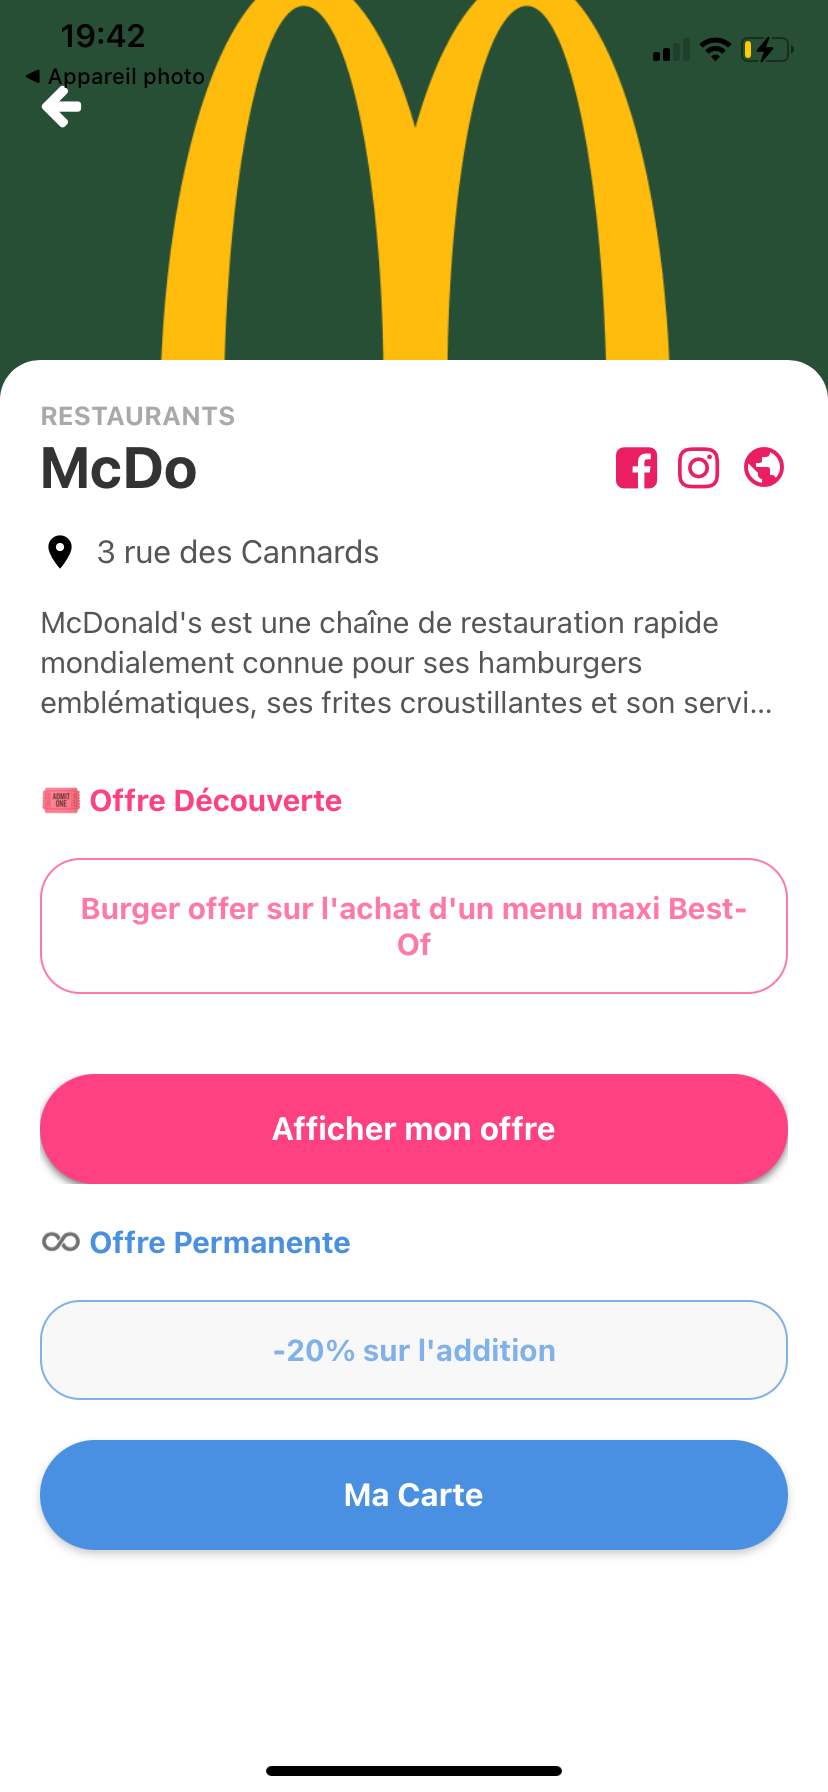 19:42
◀ Appareil photo
RESTAURANTS
McDo
3 rue des Cannards
McDonald's est une chaîne de restauration rapide
mondialement connue pour ses hamburgers
emblématiques, ses frites croustillantes et son servi...
ADMIT
ONE
Offre Découverte
Burger offer sur l'achat d'un menu maxi Best-
Of
Afficher mon offre
Offre Permanente
-20% sur l'addition
Ma Carte